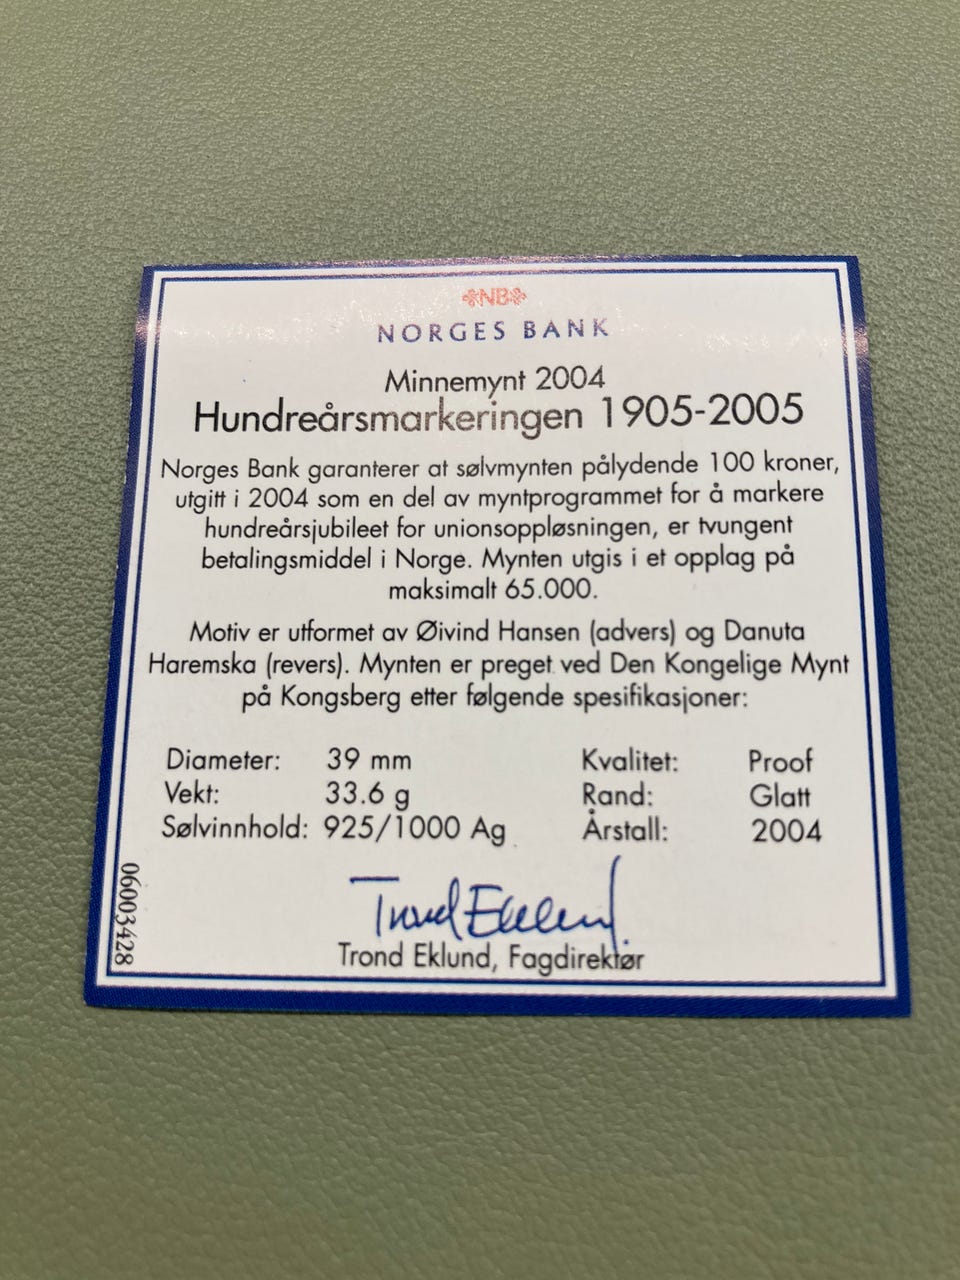 NB
NORGES BANK
Minnemynt 2004
Hundreårsmarkeringen 1905-2005
Norges Bank garanterer at sølvmynten pålydende 100 kroner,
utgitt i 2004 som en del av myntprogrammet for å markere
hundreårsjubileet for unionsoppløsningen, er tvungent
betalingsmiddel i Norge. Mynten utgis i et opplag på
maksimalt 65.000.
Motiv er utformet av Øivind Hansen (advers) og Danuta
Haremska (revers). Mynten er preget ved Den Kongelige Mynt
på Kongsberg etter følgende spesifikasjoner:
Diameter: 39 mm Kvalitet: Proof
Vekt: 33.6 g Rand: Glatt
Sølvinnhold: 925/1000 Ag Årstall: 2004
06003428
Trond Eklund
Trond Eklund, Fagdirektør